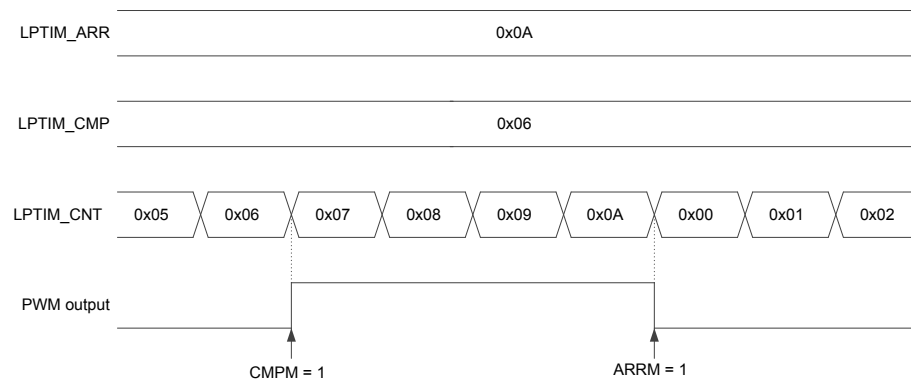 LPTIM_ARR 0x0A
LPTIM_CMP 0x06
LPTIM_CNT 0x05 0x06 0x07 0x08 0x09 0x0A 0x00 0x01 0x02
PWM output
CMPM = 1 ARRM = 1